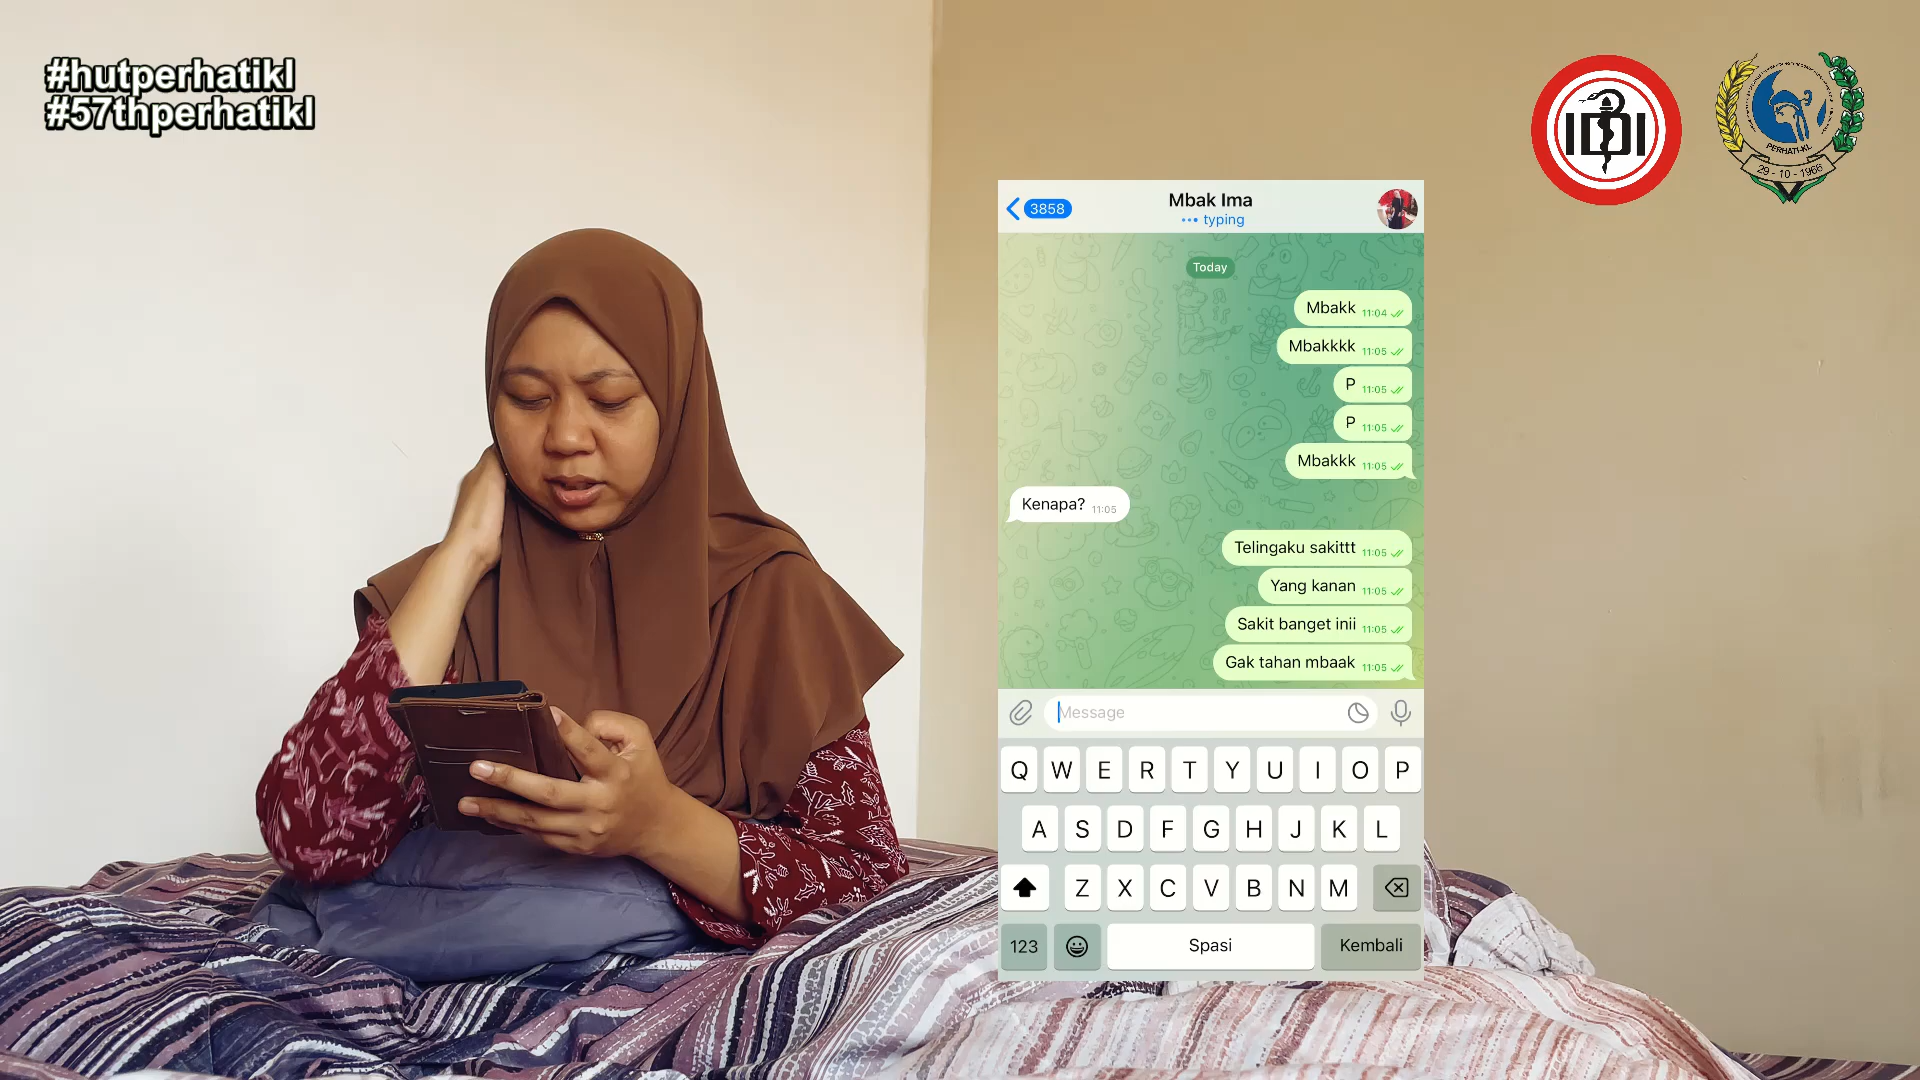 #hutperhatikl
#57thperhatikl
IDI
PERHATI-KL
29 - 10 - 1966
3858
Mbak Ima
typing
Today
Mbakk 11:04
Mbakkkk 11:05
P 11:05
P 11:05
Mbakkk 11:05
Kenapa? 11:05
Telingaku sakittt 11:05
Yang kanan 11:05
Sakit banget inii 11:05
Gak tahan mbaak 11:05
Message
Q W E R T Y U I O P
A S D F G H J K L
Z X C V B N M
123 Spasi Kembali